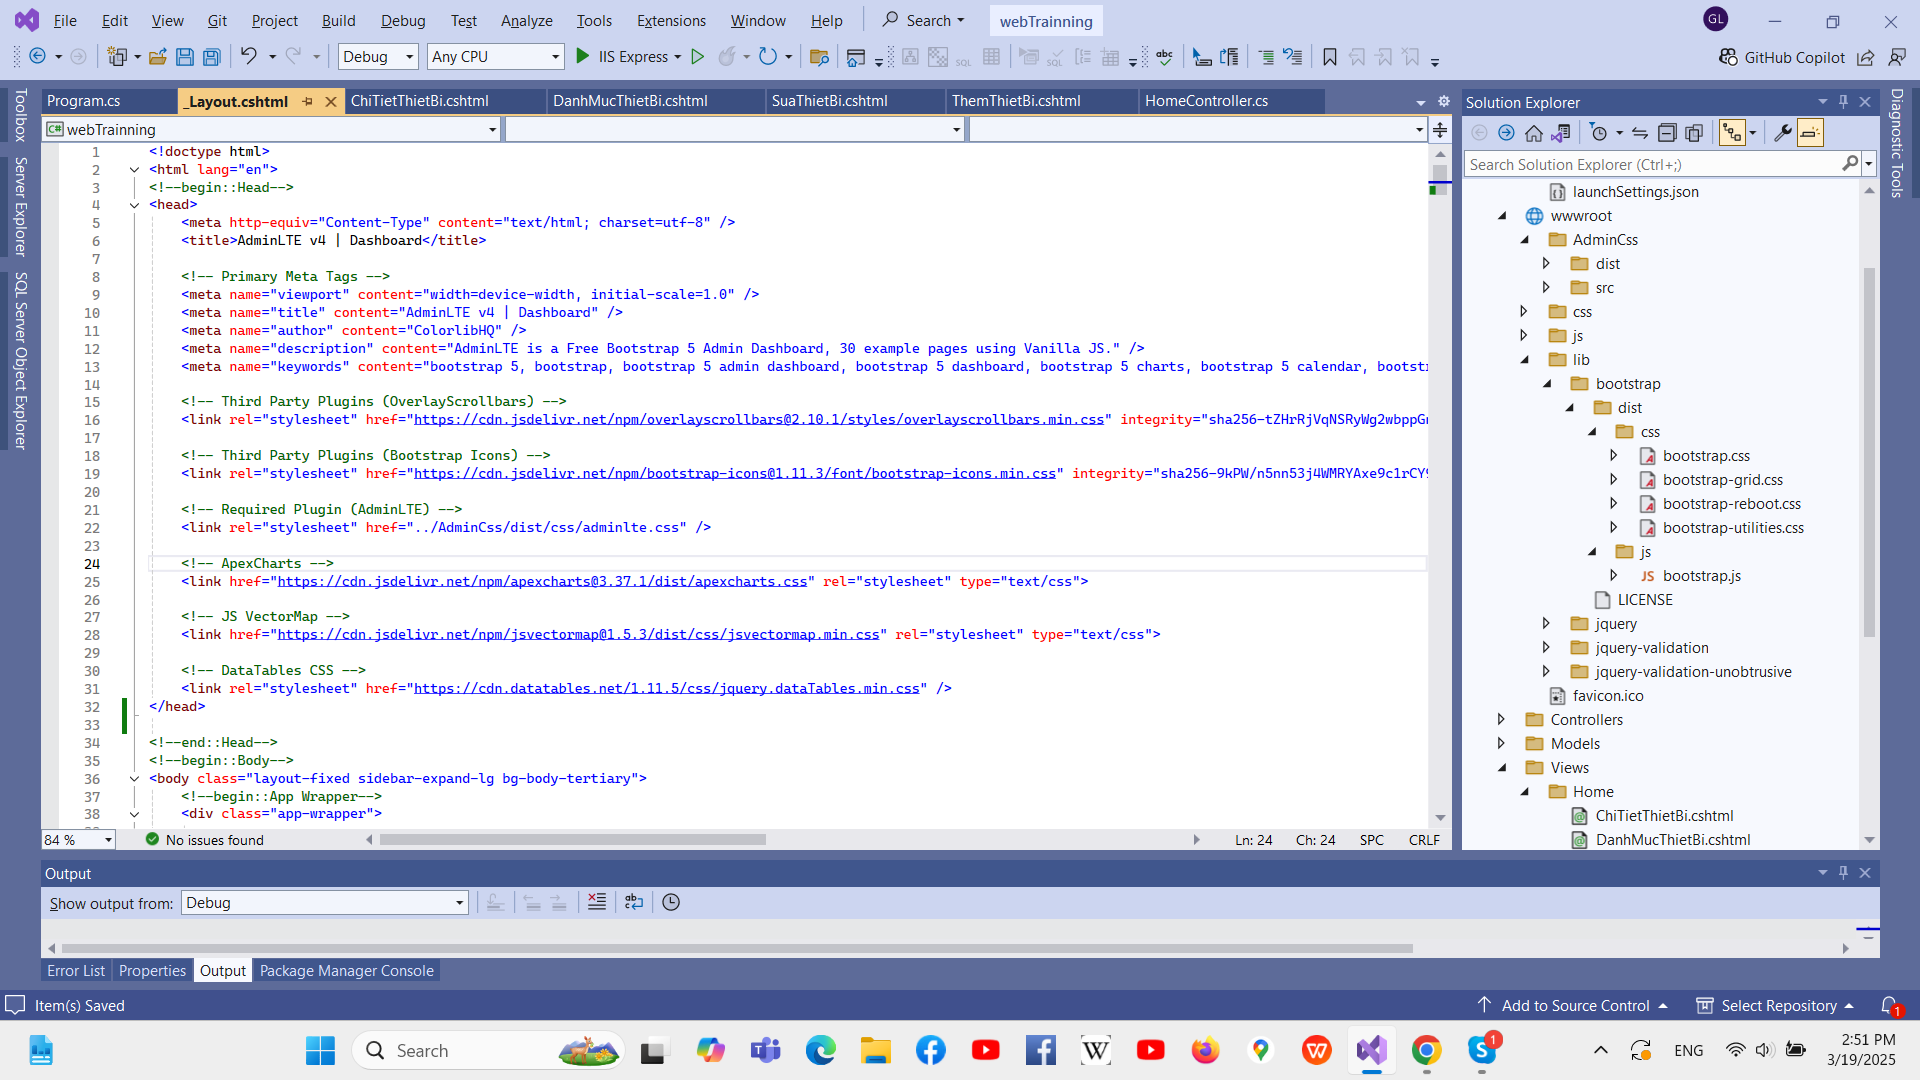 File Edit View Git Project Build Debug Test Analyze Tools Extensions Window Help Search webTrainning GL
Debug Any CPU IIS Express GitHub Copilot
Program.cs _Layout.cshtml ChiTietThietBi.cshtml DanhMucThietBi.cshtml SuaThietBi.cshtml ThemThietBi.cshtml HomeController.cs
webTrainning
1 <!doctype html>
2 <html lang="en">
3 <!--begin::Head-->
4 <head>
5 <meta http-equiv="Content-Type" content="text/html; charset=utf-8" />
6 <title>AdminLTE v4 | Dashboard</title>
7
8 <!-- Primary Meta Tags -->
9 <meta name="viewport" content="width=device-width, initial-scale=1.0" />
10 <meta name="title" content="AdminLTE v4 | Dashboard" />
11 <meta name="author" content="ColorlibHQ" />
12 <meta name="description" content="AdminLTE is a Free Bootstrap 5 Admin Dashboard, 30 example pages using Vanilla JS." />
13 <meta name="keywords" content="bootstrap 5, bootstrap, bootstrap 5 admin dashboard, bootstrap 5 dashboard, bootstrap 5 charts, bootstrap 5 calendar, bootst
14
15 <!-- Third Party Plugins (OverlayScrollbars) -->
16 <link rel="stylesheet" href="https://cdn.jsdelivr.net/npm/overlayscrollbars@2.10.1/styles/overlayscrollbars.min.css" integrity="sha256-tZHrRjVqNSRyWg2wbppG
17
18 <!-- Third Party Plugins (Bootstrap Icons) -->
19 <link rel="stylesheet" href="https://cdn.jsdelivr.net/npm/bootstrap-icons@1.11.3/font/bootstrap-icons.min.css" integrity="sha256-9kPW/n5nn53j4WMRYAxe9c1rCY
20
21 <!-- Required Plugin (AdminLTE) -->
22 <link rel="stylesheet" href="../AdminCss/dist/css/adminlte.css" />
23
24 <!-- ApexCharts -->
25 <link href="https://cdn.jsdelivr.net/npm/apexcharts@3.37.1/dist/apexcharts.css" rel="stylesheet" type="text/css">
26
27 <!-- JS VectorMap -->
28 <link href="https://cdn.jsdelivr.net/npm/jsvectormap@1.5.3/dist/css/jsvectormap.min.css" rel="stylesheet" type="text/css">
29
30 <!-- DataTables CSS -->
31 <link rel="stylesheet" href="https://cdn.datatables.net/1.11.5/css/jquery.dataTables.min.css" />
32 </head>
33
34 <!--end::Head-->
35 <!--begin::Body-->
36 <body class="layout-fixed sidebar-expand-lg bg-body-tertiary">
37 <!--begin::App Wrapper-->
38 <div class="app-wrapper">
84 % No issues found Ln: 24 Ch: 24 SPC CRLF
Toolbox
Server Explorer
SQL Server Object Explorer
Solution Explorer
Search Solution Explorer (Ctrl+;)
launchSettings.json
wwwroot
AdminCss
dist
src
css
js
lib
bootstrap
dist
css
bootstrap.css
bootstrap-grid.css
bootstrap-reboot.css
bootstrap-utilities.css
js
JS bootstrap.js
LICENSE
jquery
jquery-validation
jquery-validation-unobtrusive
favicon.ico
Controllers
Models
Views
Home
ChiTietThietBi.cshtml
DanhMucThietBi.cshtml
Diagnostic Tools
Output
Show output from: Debug
Error List Properties Output Package Manager Console
Item(s) Saved Add to Source Control Select Repository 1
Search ENG 2:51 PM
3/19/2025